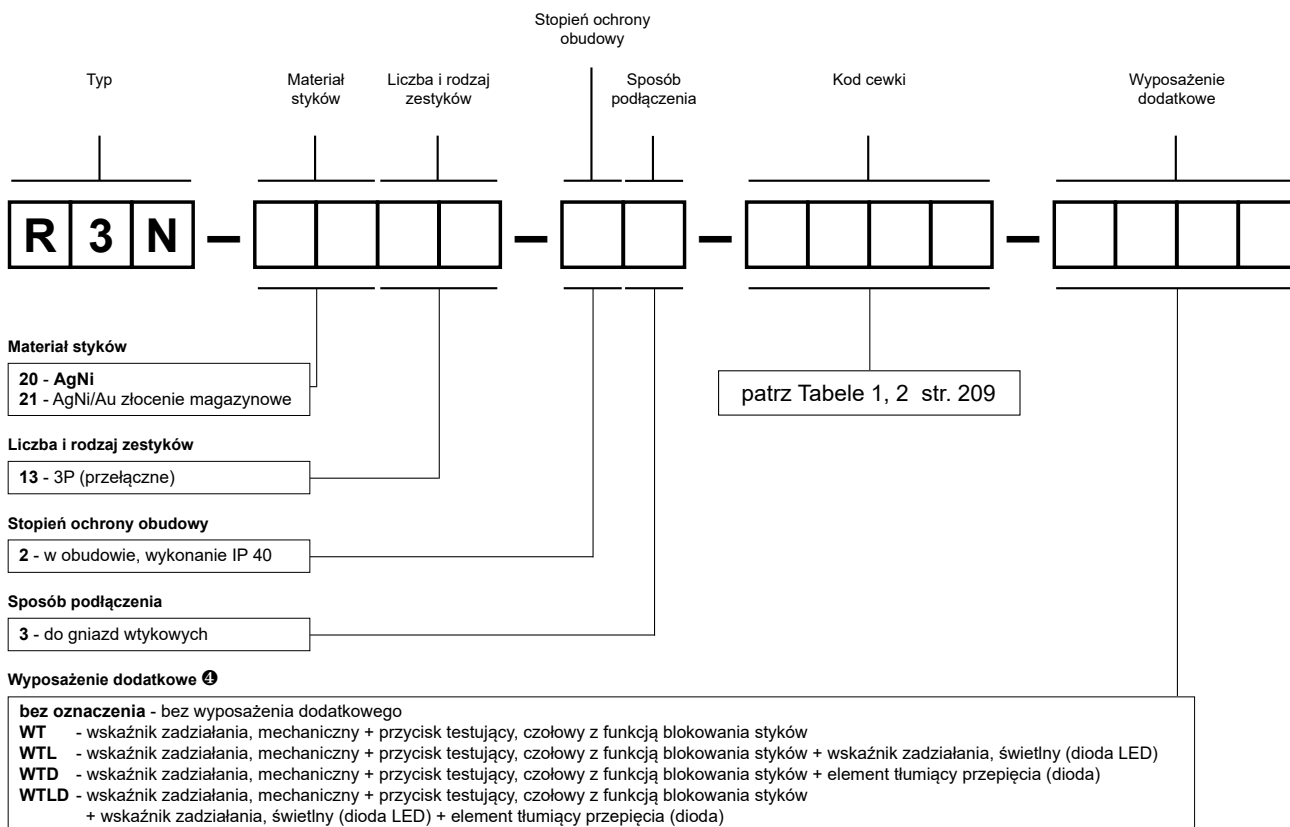 Stopień ochrony
obudowy
Typ
Materiał
styków
Liczba i rodzaj
zestyków
Sposób
podłączenia
Kod cewki
Wyposażenie
dodatkowe
R 3 N – – – –
Materiał styków
20 - AgNi
21 - AgNi/Au złocenie magazynowe
patrz Tabele 1, 2 str. 209
Liczba i rodzaj zestyków
13 - 3P (przełączne)
Stopień ochrony obudowy
2 - w obudowie, wykonanie IP 40
Sposób podłączenia
3 - do gniazd wtykowych
Wyposażenie dodatkowe ❹
bez oznaczenia - bez wyposażenia dodatkowego
WT - wskaźnik zadziałania, mechaniczny + przycisk testujący, czołowy z funkcją blokowania styków
WTL - wskaźnik zadziałania, mechaniczny + przycisk testujący, czołowy z funkcją blokowania styków + wskaźnik zadziałania, świetlny (dioda LED)
WTD - wskaźnik zadziałania, mechaniczny + przycisk testujący, czołowy z funkcją blokowania styków + element tłumiący przepięcia (dioda)
WTLD - wskaźnik zadziałania, mechaniczny + przycisk testujący, czołowy z funkcją blokowania styków
+ wskaźnik zadziałania, świetlny (dioda LED) + element tłumiący przepięcia (dioda)